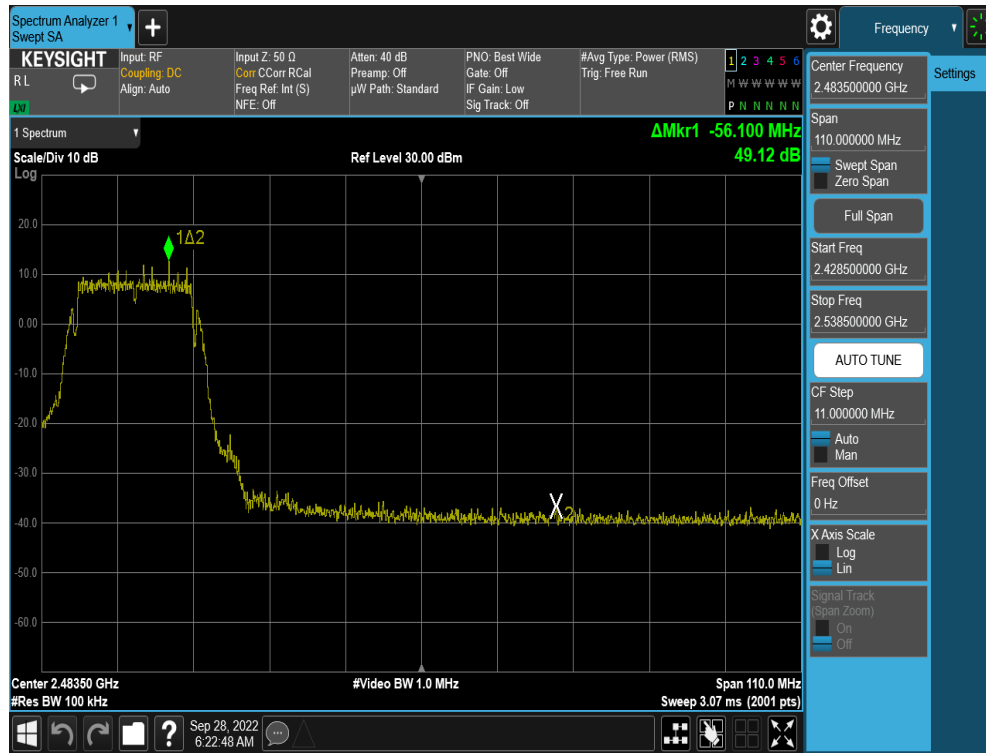 Spectrum Analyzer 1
Swept SA
+
Frequency
KEYSIGHT
R L
LXI
Input: RF
Coupling: DC
Align: Auto
Input Z: 50 Ω
Corr CCorr RCal
Freq Ref: Int (S)
NFE: Off
Atten: 40 dB
Preamp: Off
µW Path: Standard
PNO: Best Wide
Gate: Off
IF Gain: Low
Sig Track: Off
#Avg Type: Power (RMS)
Trig: Free Run
1 2 3 4 5 6
M W W W W W
P N N N N N
1 Spectrum
ΔMkr1 -56.100 MHz
Scale/Div 10 dB
Ref Level 30.00 dBm
49.12 dB
Log
1Δ2
20.0
10.0
0.00
-10.0
-20.0
-30.0
-40.0
-50.0
-60.0
X2
Center 2.48350 GHz
#Video BW 1.0 MHz
Span 110.0 MHz
#Res BW 100 kHz
Sweep 3.07 ms (2001 pts)
?
Sep 28, 2022
6:22:48 AM
Center Frequency
2.483500000 GHz
Settings
Span
110.000000 MHz
Swept Span
Zero Span
Full Span
Start Freq
2.428500000 GHz
Stop Freq
2.538500000 GHz
AUTO TUNE
CF Step
11.000000 MHz
Auto
Man
Freq Offset
0 Hz
X Axis Scale
Log
Lin
Signal Track
(Span Zoom)
On
Off